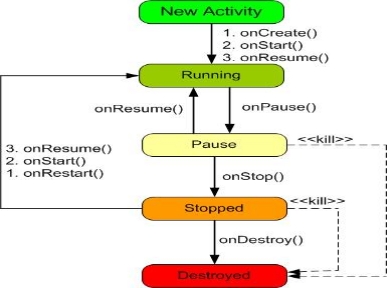 New Activity
1. onCreate()
2. onStart()
3. onResume()
Running
onResume()
onPause()
Pause
<<kill>>
3. onResume()
2. onStart()
1. onRestart()
onStop()
Stopped
<<kill>>
onDestroy()
Destroyed